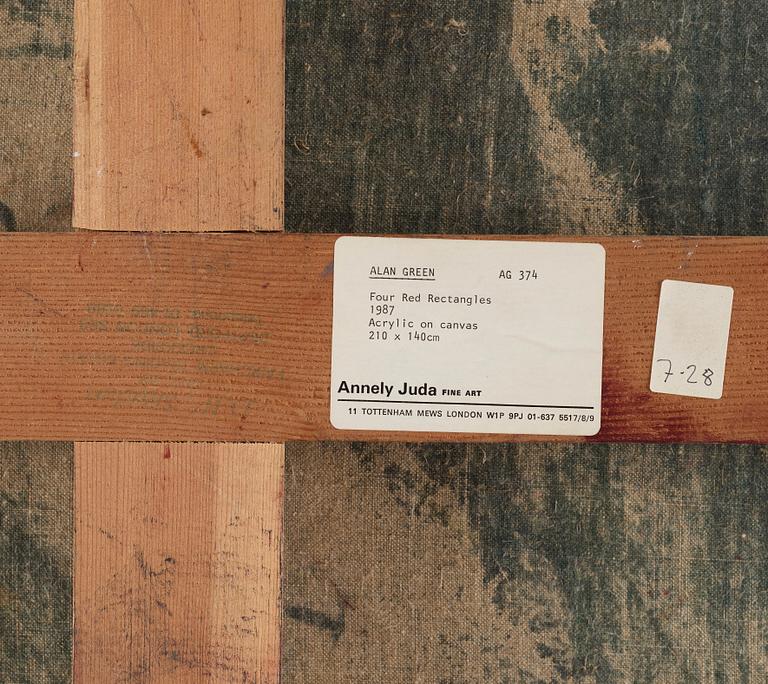 ALAN GREEN AG 374
Four Red Rectangles
1987
Acrylic on canvas
210 x 140cm
Annely Juda FINE ART
11 TOTTENHAM MEWS LONDON W1P 9PJ 01-637 5517/8/9
7-28